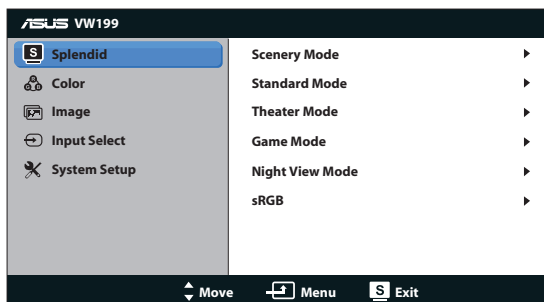 ASUS VW199
S Splendid
Color
Image
Input Select
System Setup
Scenery Mode
Standard Mode
Theater Mode
Game Mode
Night View Mode
sRGB
Move Menu S Exit